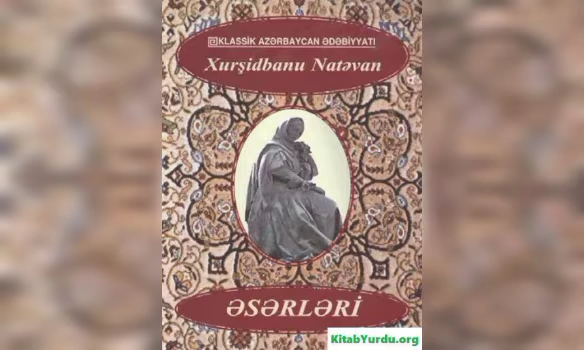 KLASSİK AZƏRBAYCAN ƏDƏBİYYATI
Xurşidbanu Natəvan
ƏSƏRLƏRİ
KitabYurdu.org